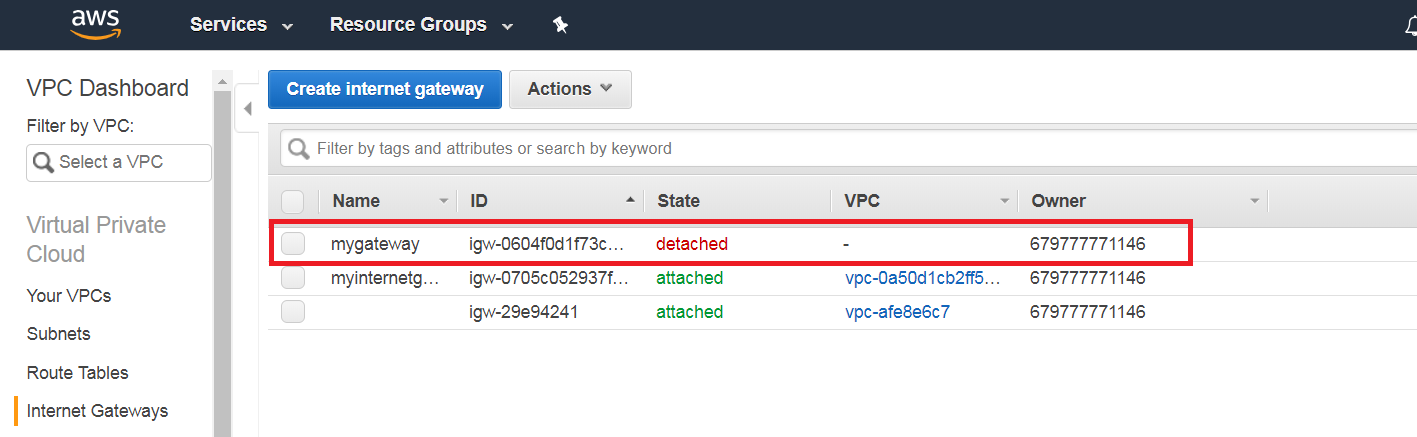 aws Services Resource Groups
VPC Dashboard
Filter by VPC:
Select a VPC
Virtual Private
Cloud
Your VPCs
Subnets
Route Tables
Internet Gateways
Create internet gateway Actions
Filter by tags and attributes or search by keyword
Name ID State VPC Owner
mygateway igw-0604f0d1f73c... detached - 679777771146
myinternetg... igw-0705c052937f... attached vpc-0a50d1cb2ff5... 679777771146
igw-29e94241 attached vpc-afe8e6c7 679777771146